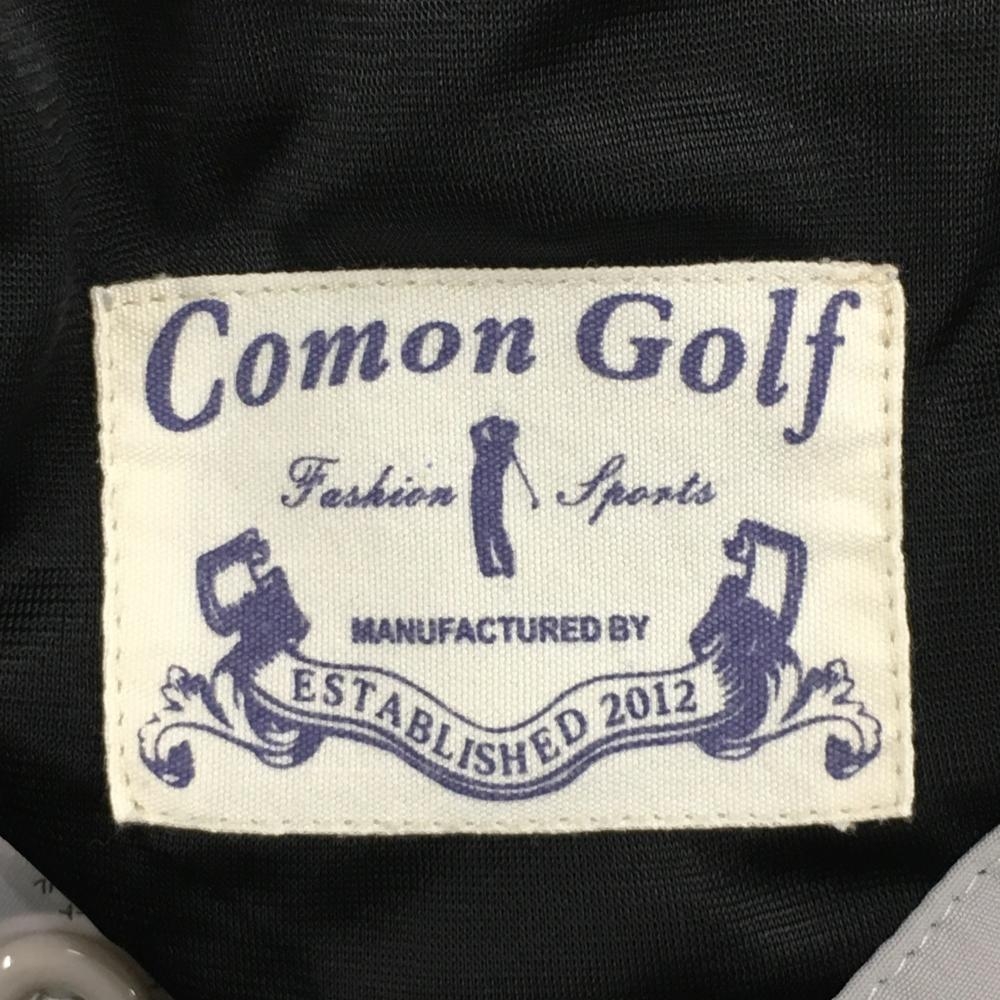 Comon Golf
Fashion Sports
MANUFACTURED BY
ESTABLISHED 2012